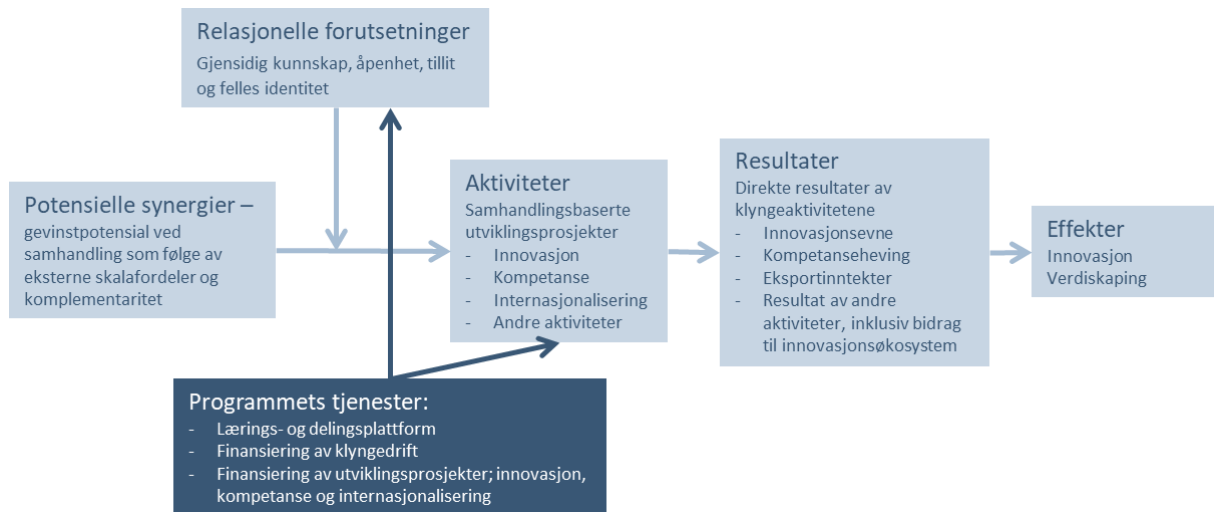 Relasjonelle forutsetninger
Gjensidig kunnskap, åpenhet, tillit
og felles identitet
Potensielle synergier –
gevinstpotensial ved
samhandling som følge av
eksterne skalafordeler og
komplementaritet
Aktiviteter
Samhandlingsbaserte
utviklingsprosjekter
- Innovasjon
- Kompetanse
- Internasjonalisering
- Andre aktiviteter
Resultater
Direkte resultater av
klyngeaktivitetene
- Innovasjonsevne
- Kompetanseheving
- Eksportinntekter
- Resultat av andre
aktiviteter, inklusiv bidrag
til innovasjonsøkosystem
Effekter
Innovasjon
Verdiskaping
Programmets tjenester:
- Lærings- og delingsplattform
- Finansiering av klyngedrift
- Finansiering av utviklingsprosjekter; innovasjon,
kompetanse og internasjonalisering